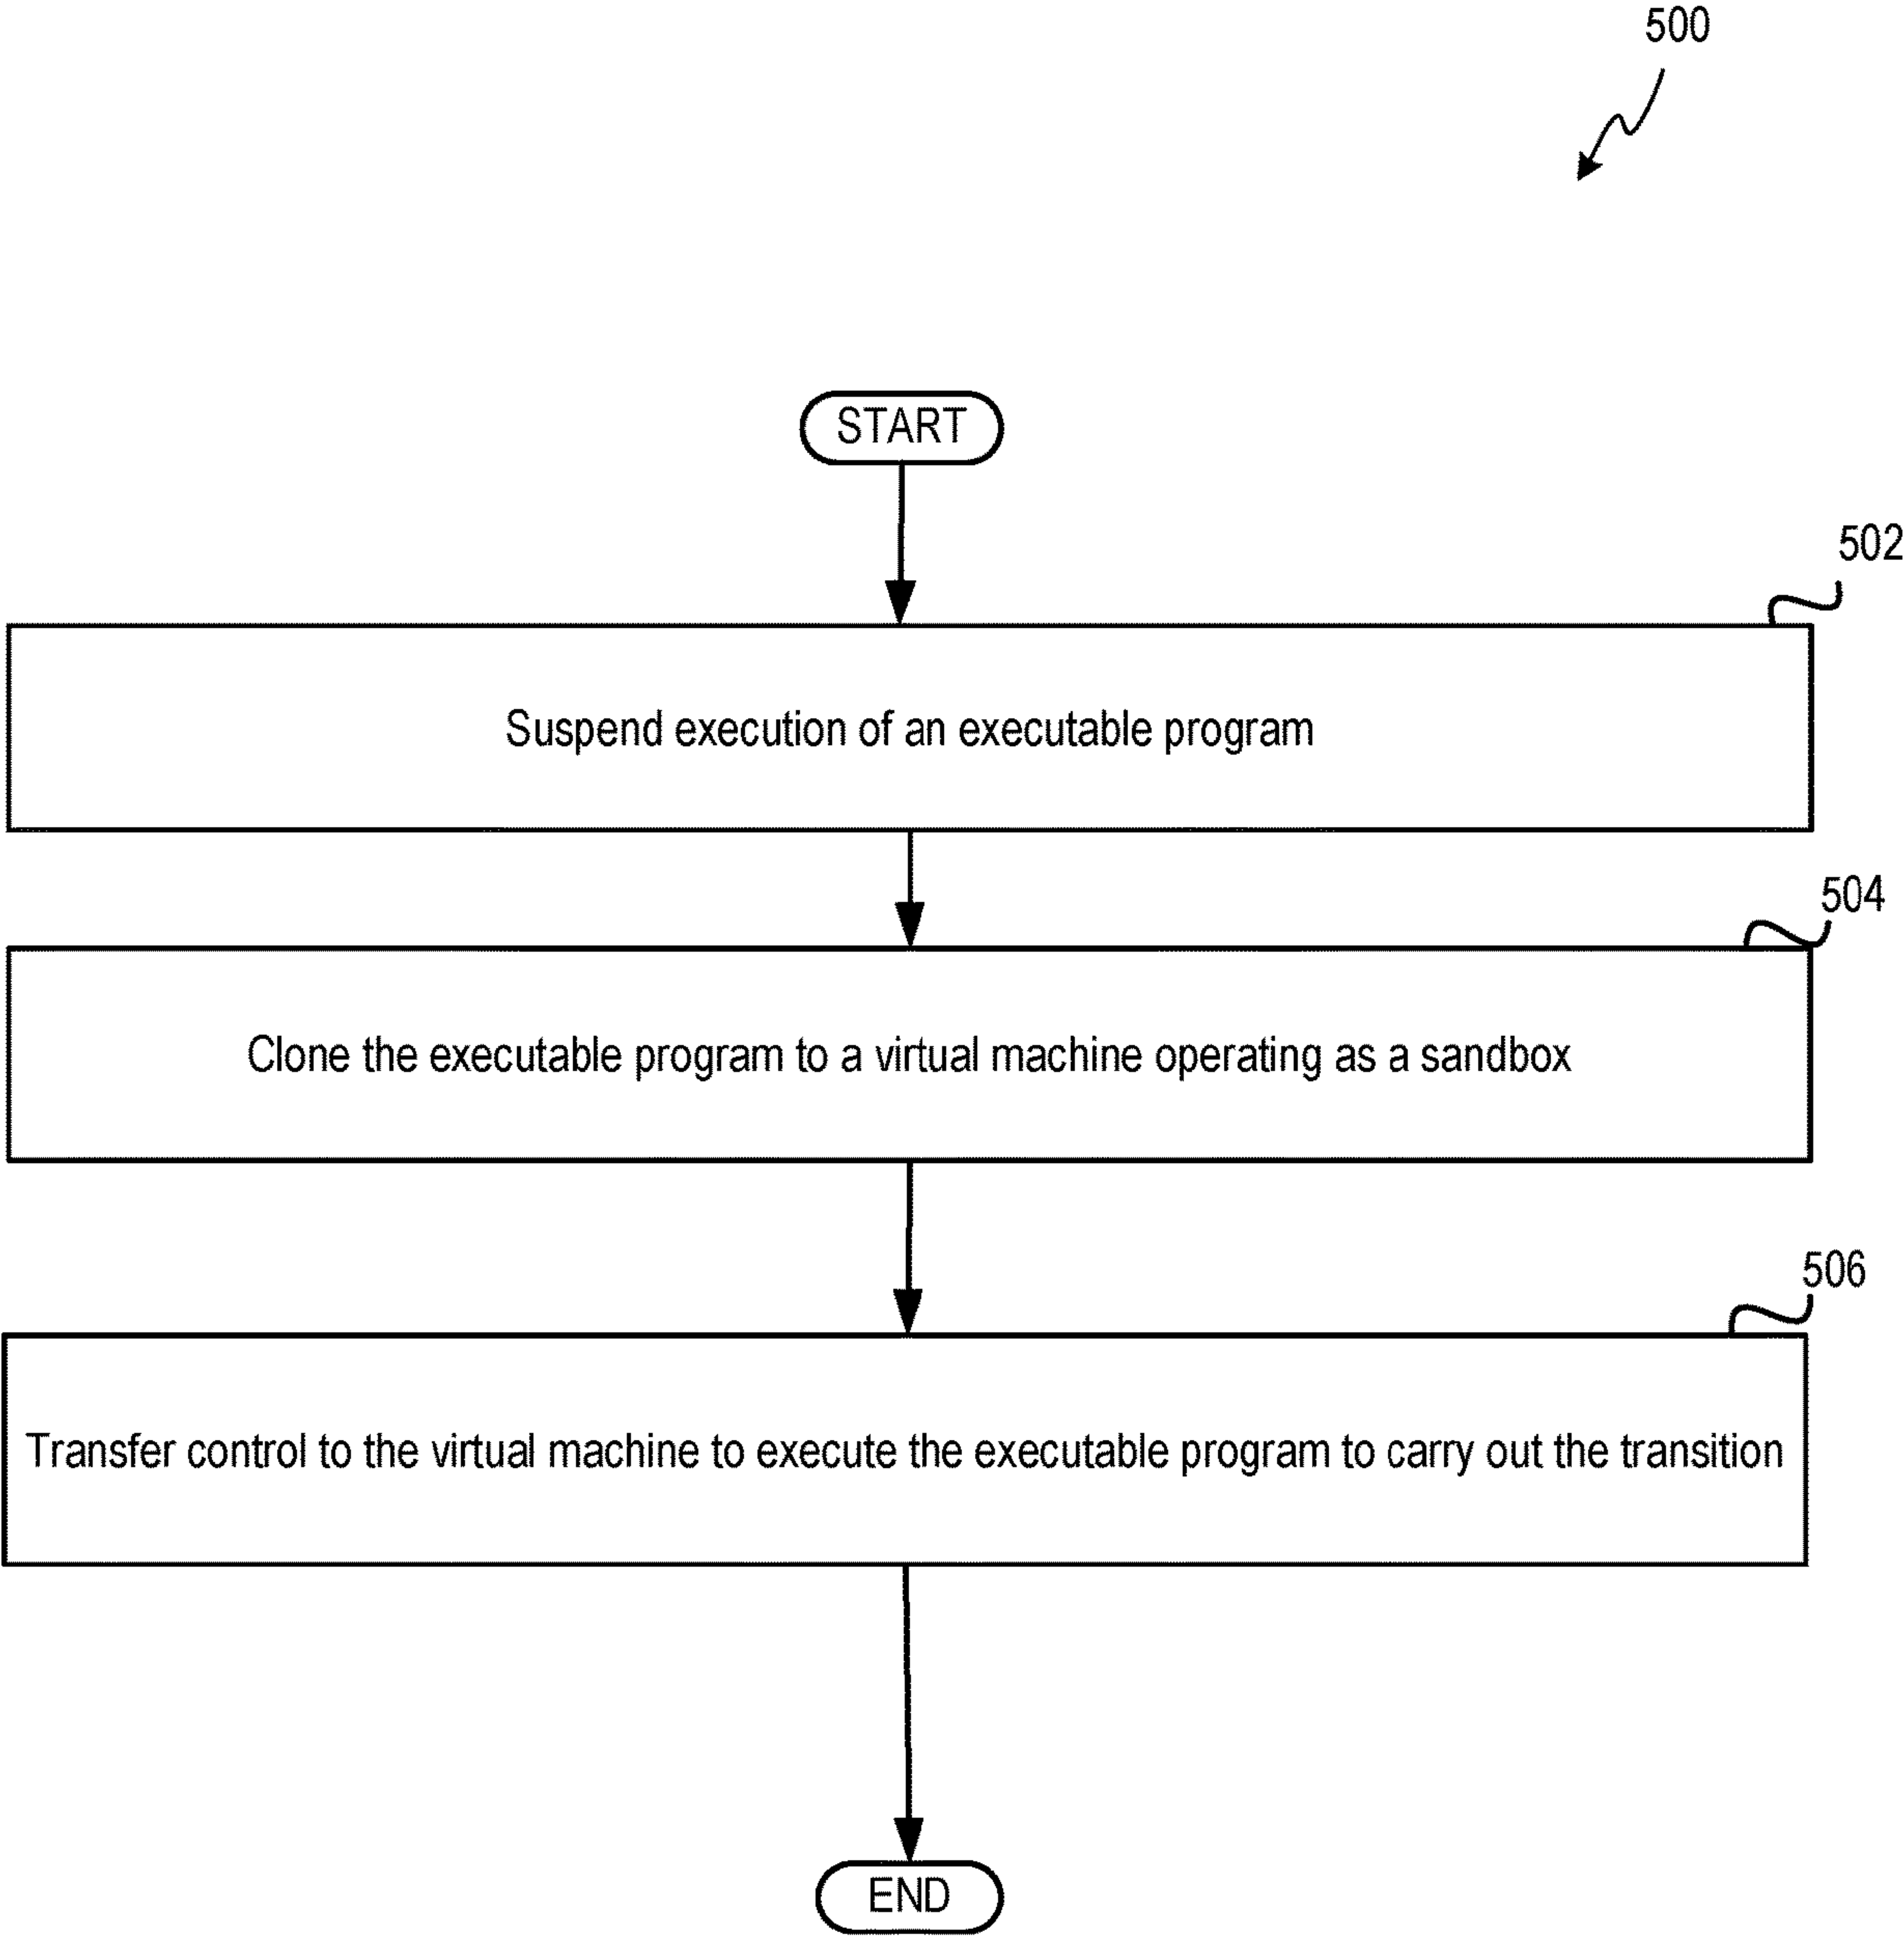 500
START
502
Suspend execution of an executable program
504
Clone the executable program to a virtual machine operating as a sandbox
506
Transfer control to the virtual machine to execute the executable program to carry out the transition
END